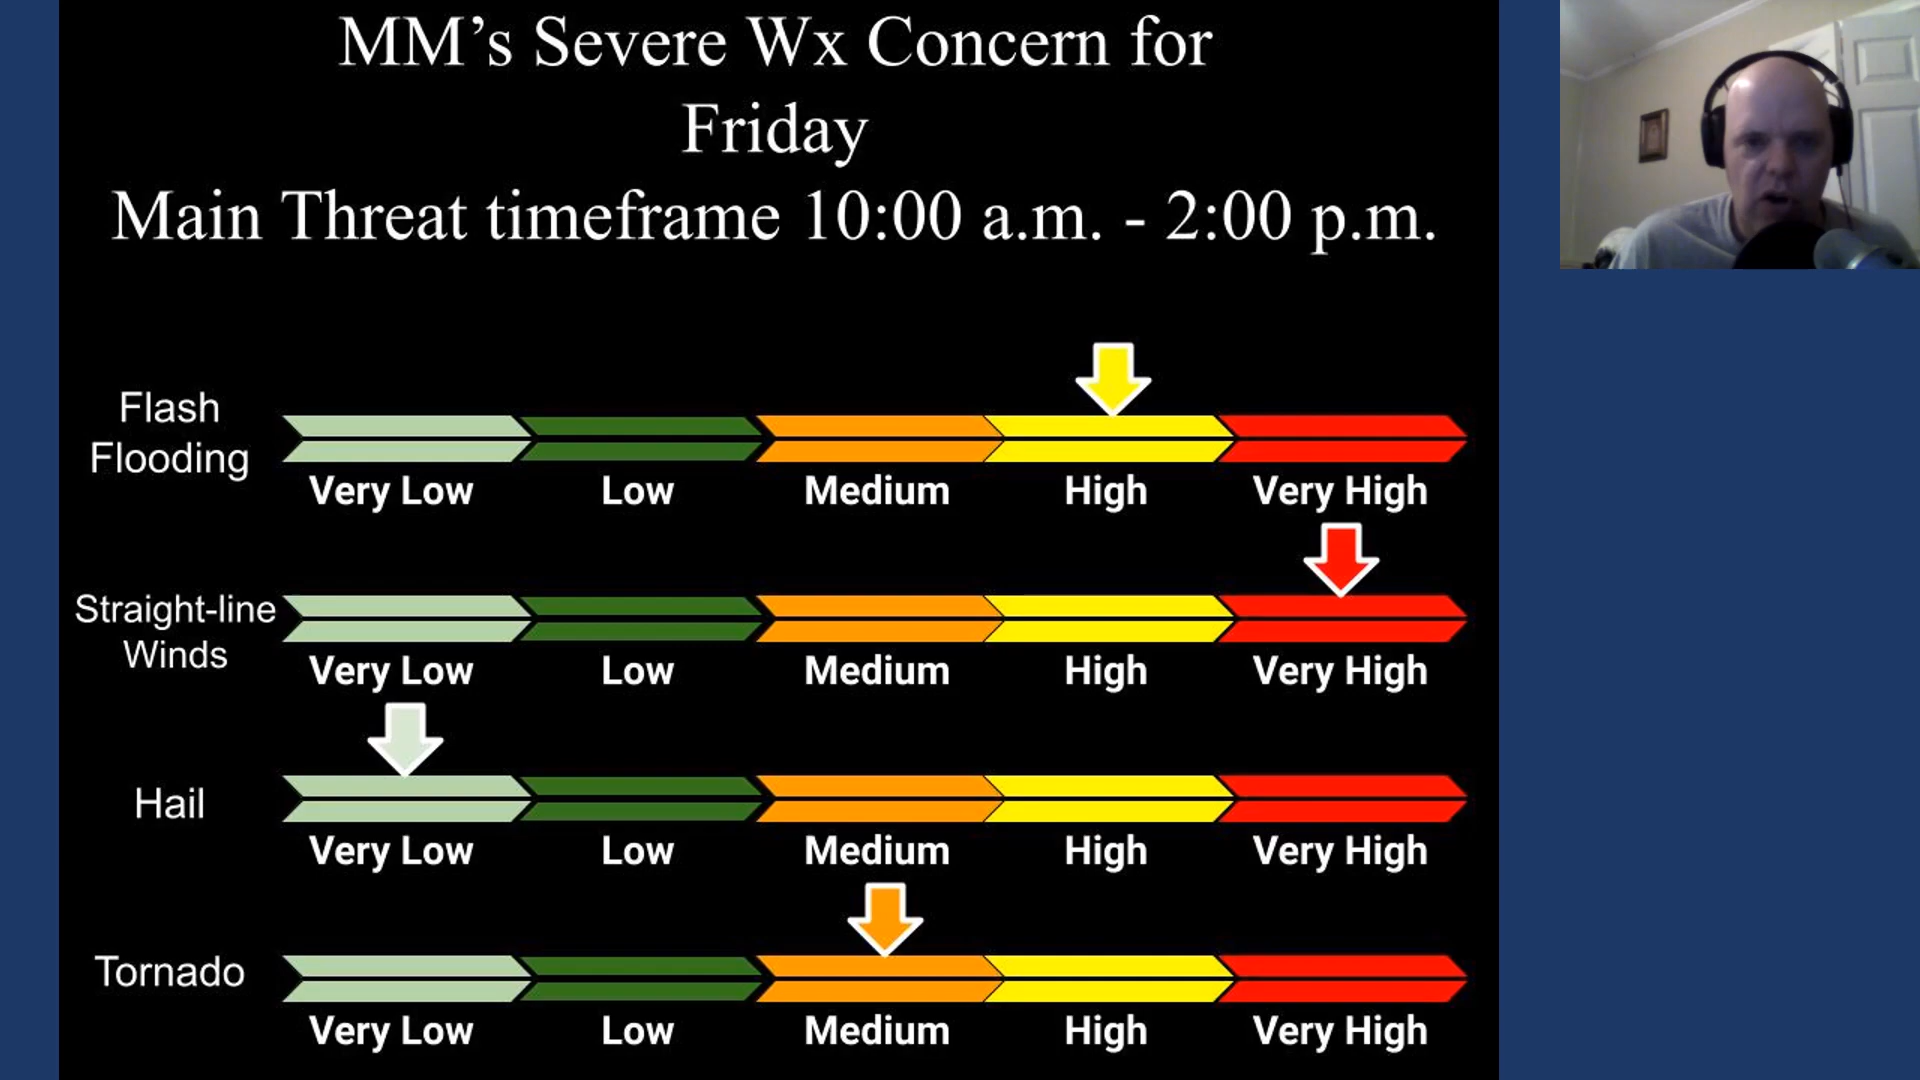 MM’s Severe Wx Concern for
Friday
Main Threat timeframe 10:00 a.m. - 2:00 p.m.
Flash
Flooding
Very Low Low Medium High Very High
Straight-line
Winds
Very Low Low Medium High Very High
Hail
Very Low Low Medium High Very High
Tornado
Very Low Low Medium High Very High